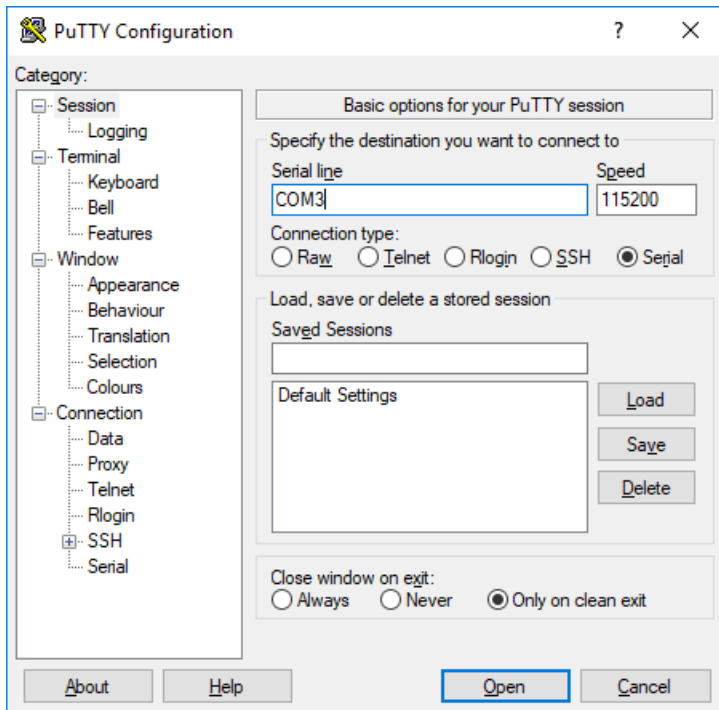 PuTTY Configuration
?
Category:
Session
Logging
Terminal
Keyboard
Bell
Features
Window
Appearance
Behaviour
Translation
Selection
Colours
Connection
Data
Proxy
Telnet
Rlogin
SSH
Serial
Basic options for your PuTTY session
Specify the destination you want to connect to
Serial line Speed
COM3 115200
Connection type:
Raw Telnet Rlogin SSH Serial
Load, save or delete a stored session
Saved Sessions
Default Settings
Load
Save
Delete
Close window on exit:
Always Never Only on clean exit
About Help Open Cancel